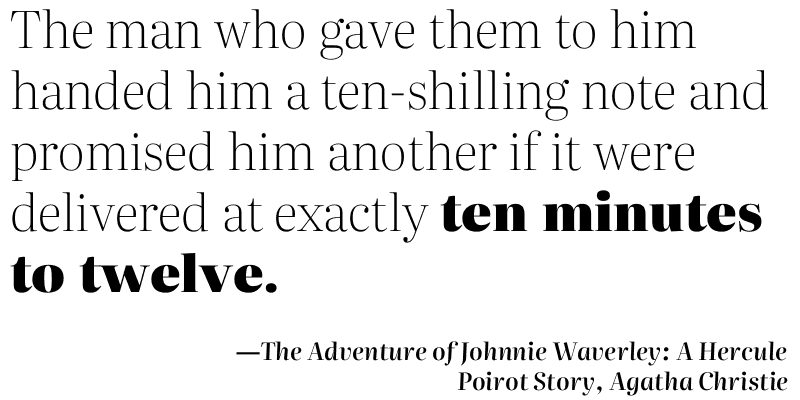 The man who gave them to him
handed him a ten-shilling note and
promised him another if it were
delivered at exactly ten minutes
to twelve.
—The Adventure of Johnnie Waverley: A Hercule
Poirot Story, Agatha Christie